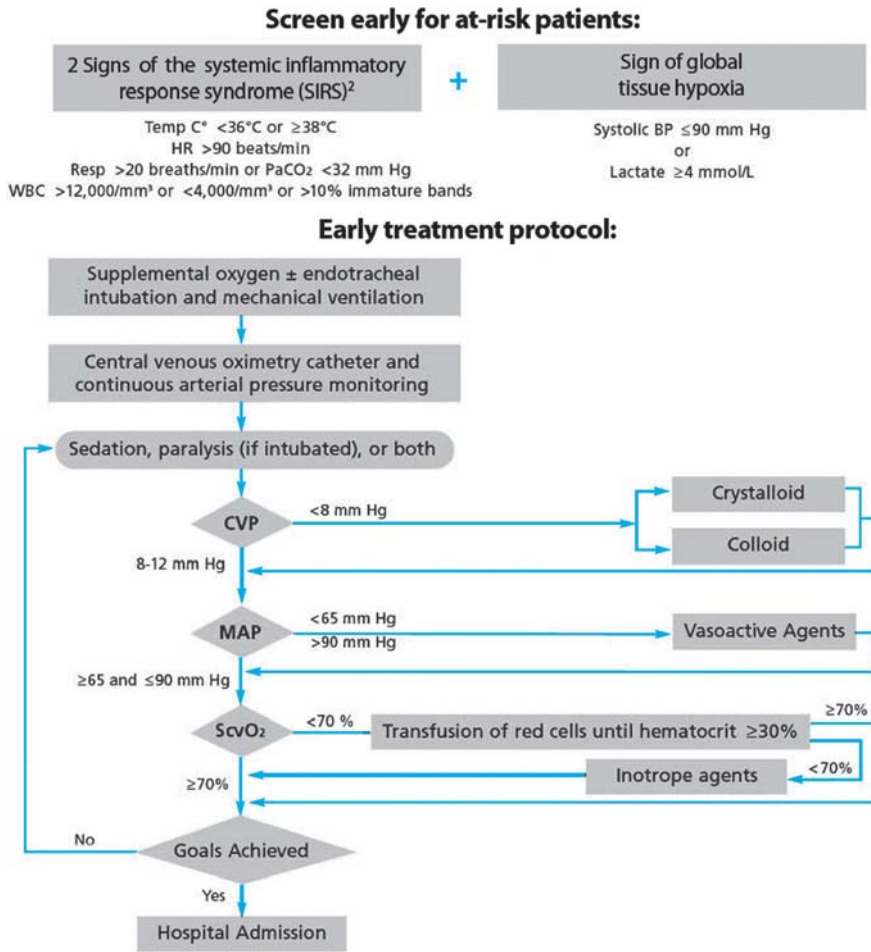 Screen early for at-risk patients:
2 Signs of the systemic inflammatory
response syndrome (SIRS)²
+
Sign of global
tissue hypoxia
Temp C° <36°C or ≥38°C
HR >90 beats/min
Resp >20 breaths/min or PaCO₂ <32 mm Hg
WBC >12,000/mm³ or <4,000/mm³ or >10% immature bands
Systolic BP ≤90 mm Hg
or
Lactate ≥4 mmol/L
Early treatment protocol:
Supplemental oxygen ± endotracheal
intubation and mechanical ventilation
Central venous oximetry catheter and
continuous arterial pressure monitoring
Sedation, paralysis (if intubated), or both
CVP
<8 mm Hg
Crystalloid
Colloid
8-12 mm Hg
MAP
<65 mm Hg
>90 mm Hg
Vasoactive Agents
≥65 and ≤90 mm Hg
ScvO₂
<70 %
Transfusion of red cells until hematocrit ≥30%
≥70%
<70%
Inotrope agents
≥70%
No
Goals Achieved
Yes
Hospital Admission